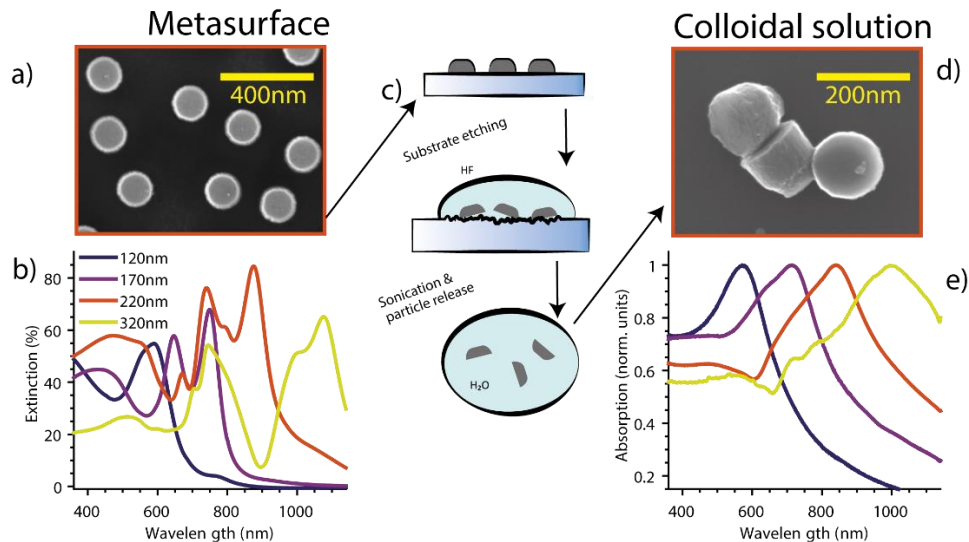 Metasurface
Colloidal solution
a)
400nm
c)
d)
200nm
Substrate etching
HF
Sonication &
particle release
H₂O
b)
120nm
170nm
220nm
320nm
Extinction (%)
80
60
40
20
0
400
600
800
1000
Wavelen gth (nm)
e)
Absorption (norm. units)
1
0.8
0.6
0.4
0.2
400
600
800
1000
Wavelen gth (nm)